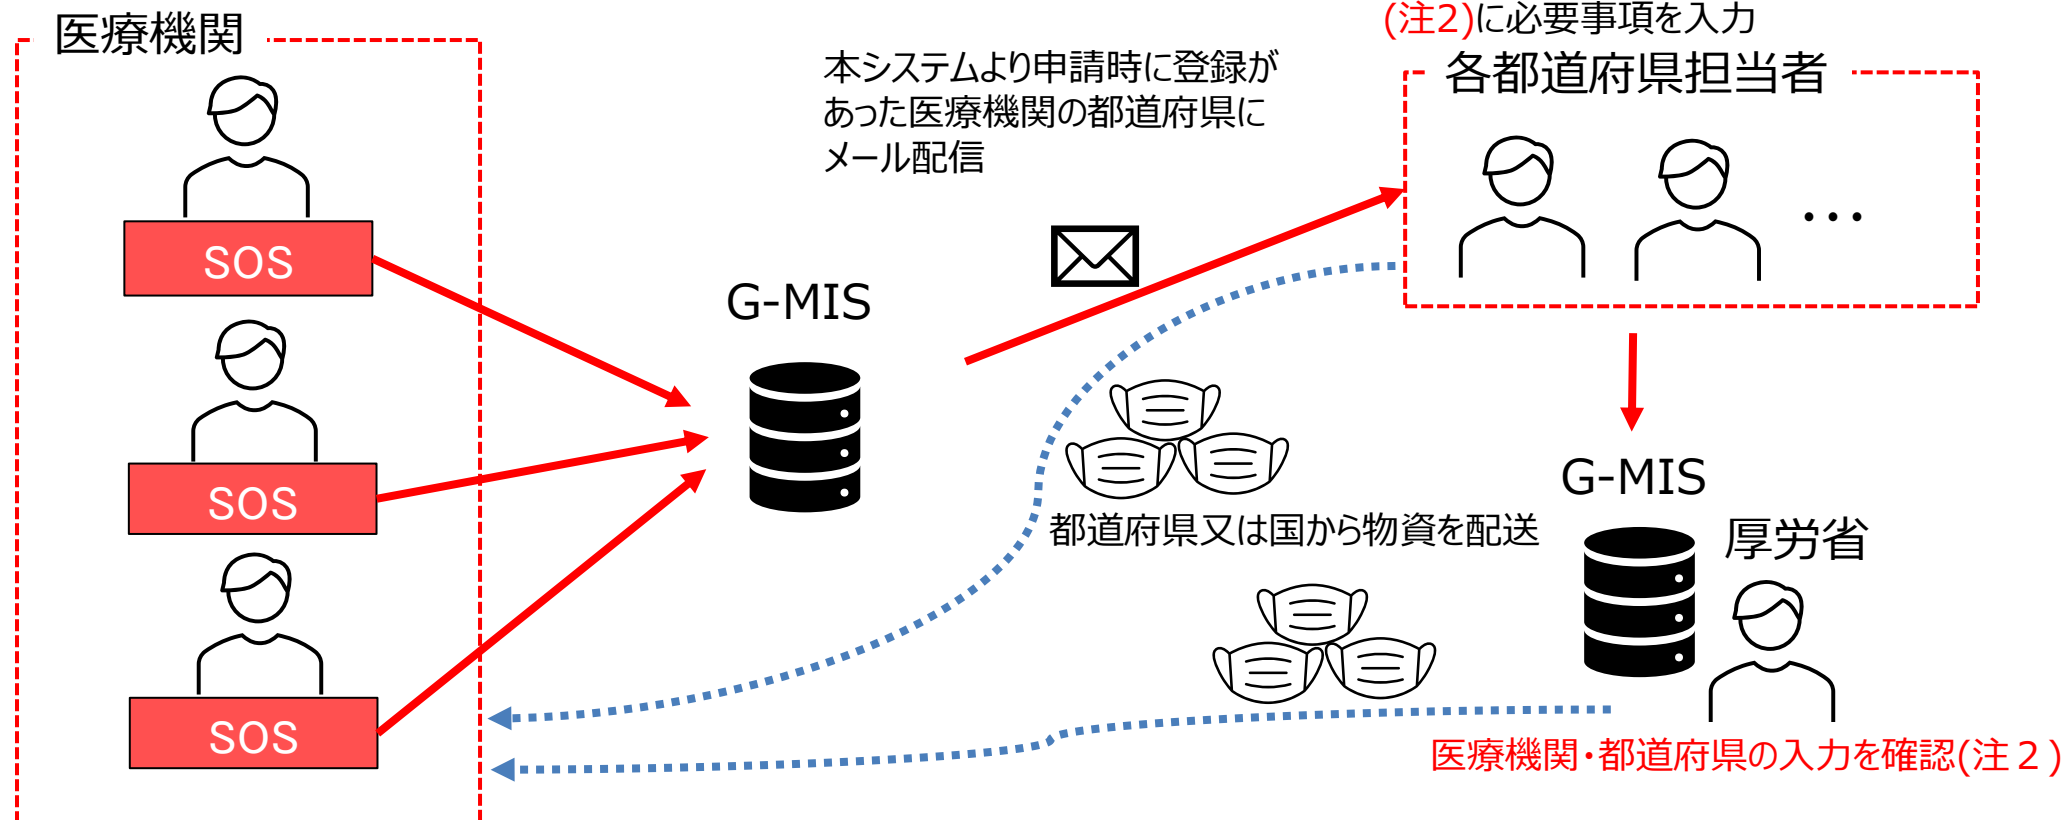 医療機関
(注2)に必要事項を入力
各都道府県担当者
本システムより申請時に登録が
あった医療機関の都道府県に
メール配信
SOS
G-MIS
SOS
SOS
・・・
都道府県又は国から物資を配送
G-MIS
厚労省
医療機関・都道府県の入力を確認(注２)